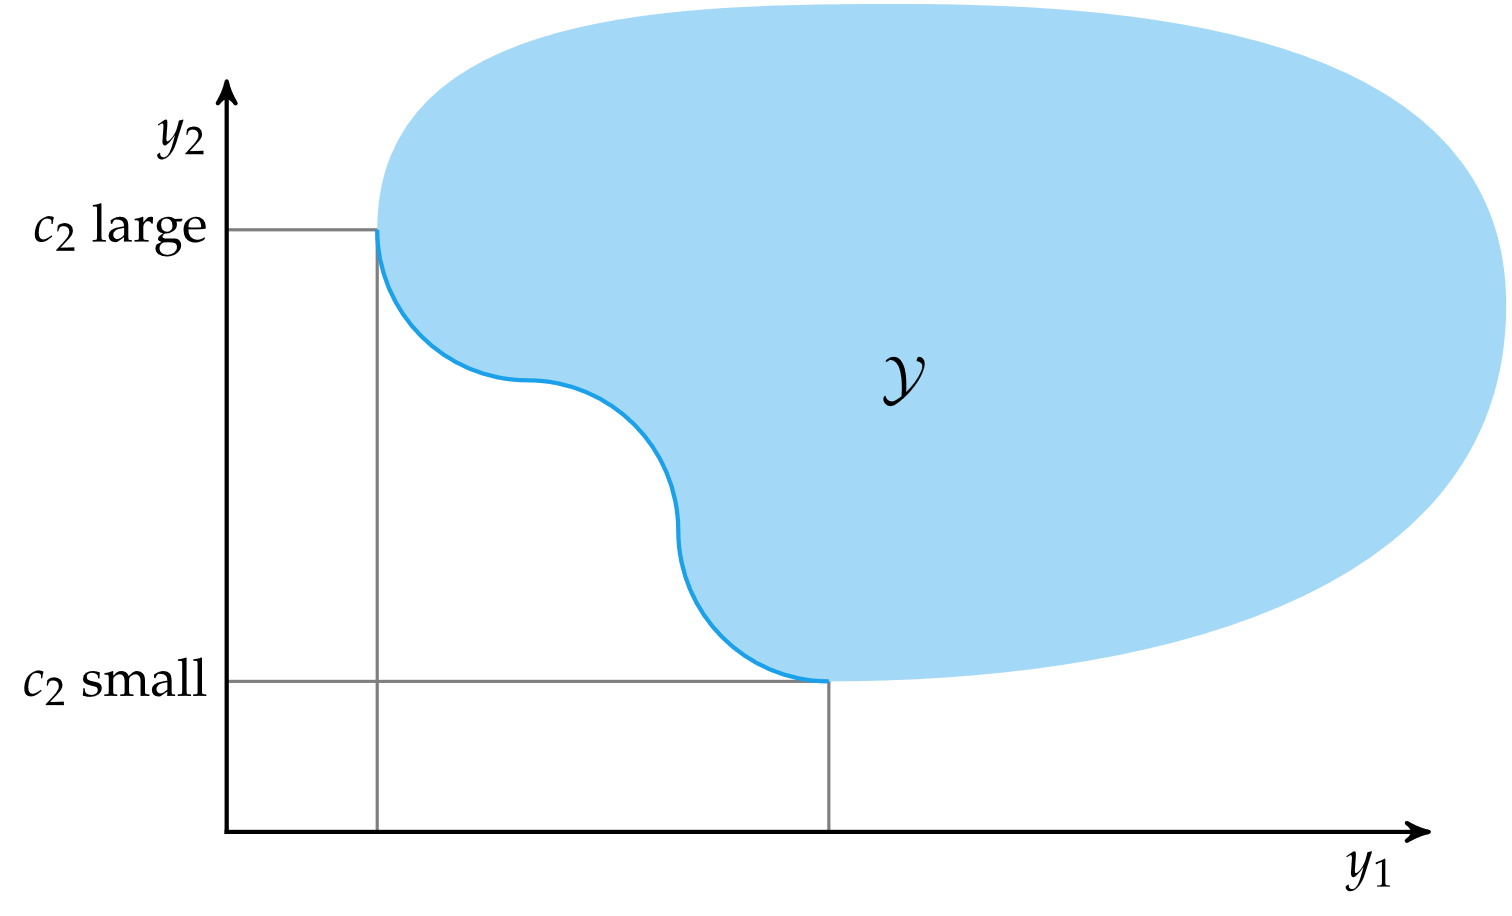 y₂
c₂ large
𝒴
c₂ small
y₁